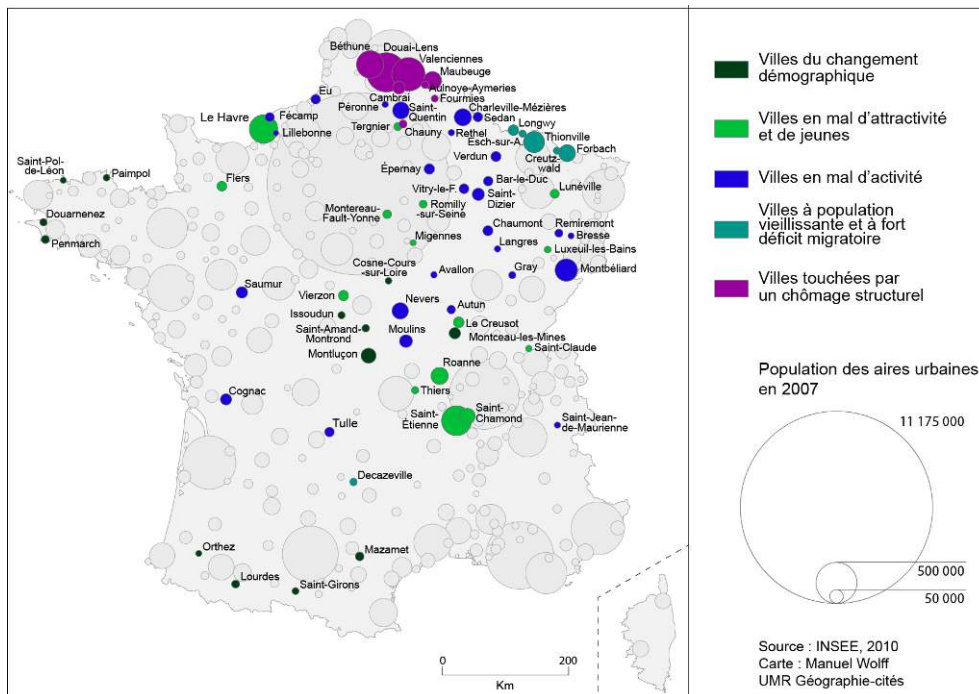 Béthune
Douai-Lens
Valenciennes
Maubeuge
Aulnoye-Aymeries
Fourmies
Cambrai
Eu
Péronne
Saint-
Quentin
Charleville-Mézières
Sedan
Le Havre
Fécamp
Lillebonne
Tergnier
Chauny
Rethel
Longwy
Esch-sur-A.
Thionville
Forbach
Creutz-
wald
Verdun
Saint-Pol-
de-Léon
Paimpol
Flers
Épernay
Bar-le-Duc
Lunéville
Vitry-le-F.
Saint-
Dizier
Montereau-
Fault-Yonne
Romilly
-sur-Seine
Douarnenez
Penmarch
Chaumont
Remiremont
Bresse
Migennes
Langres
Luxeuil-les-Bains
Cosne-Cours
-sur-Loire
Avallon
Gray
Montbéliard
Saumur
Vierzon
Nevers
Autun
Issoudun
Le Creusot
Saint-Amand-
Montrond
Moulins
Montceau-les-Mines
Saint-Claude
Montluçon
Roanne
Thiers
Cognac
Saint-
Étienne
Saint-
Chamond
Tulle
Saint-Jean-
de-Maurienne
Decazeville
Orthez
Mazamet
Lourdes
Saint-Girons
0
200
Km
Villes du changement
démographique
Villes en mal d'attractivité
et de jeunes
Villes en mal d'activité
Villes à population
vieillissante et à fort
déficit migratoire
Villes touchées par
un chômage structurel
Population des aires urbaines
en 2007
11 175 000
500 000
50 000
Source : INSEE, 2010
Carte : Manuel Wolff
UMR Géographie-cités